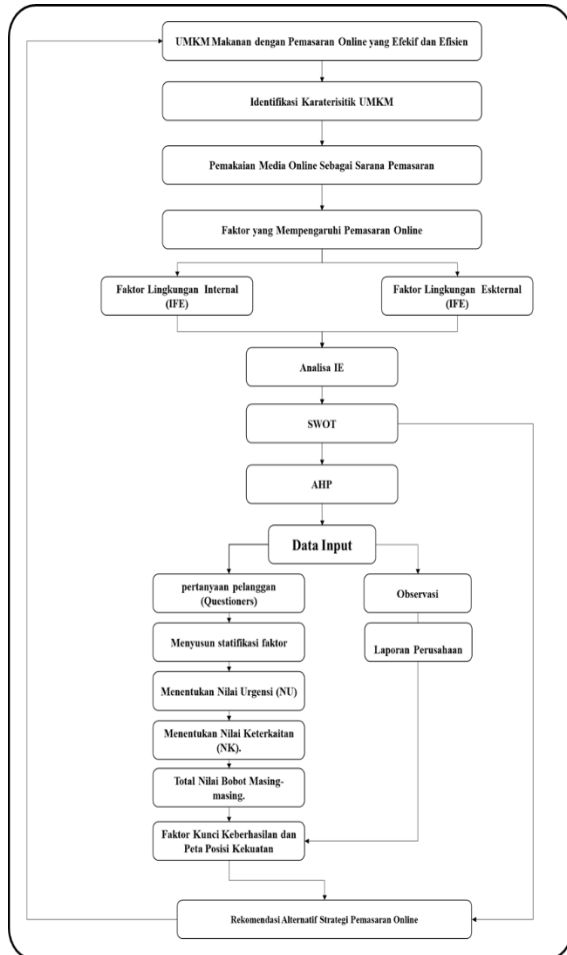 UMKM Makanan dengan Pemasaran Online yang Efekif dan Efisien
Identifikasi Karaterisitik UMKM
Pemakaian Media Online Sebagai Sarana Pemasaran
Faktor yang Mempengaruhi Pemasaran Online
Faktor Lingkungan Internal
(IFE)
Faktor Lingkungan Eskternal
(IFE)
Analisa IE
SWOT
AHP
Data Input
pertanyaan pelanggan
(Questioners)
Observasi
Menyusun statifikasi faktor
Laporan Perusahaan
Menentukan Nilai Urgensi (NU)
Menentukan Nilai Keterkaitan
(NK).
Total Nilai Bobot Masing-
masing.
Faktor Kunci Keberhasilan dan
Peta Posisi Kekuatan
Rekomendasi Alternatif Strategi Pemasaran Online